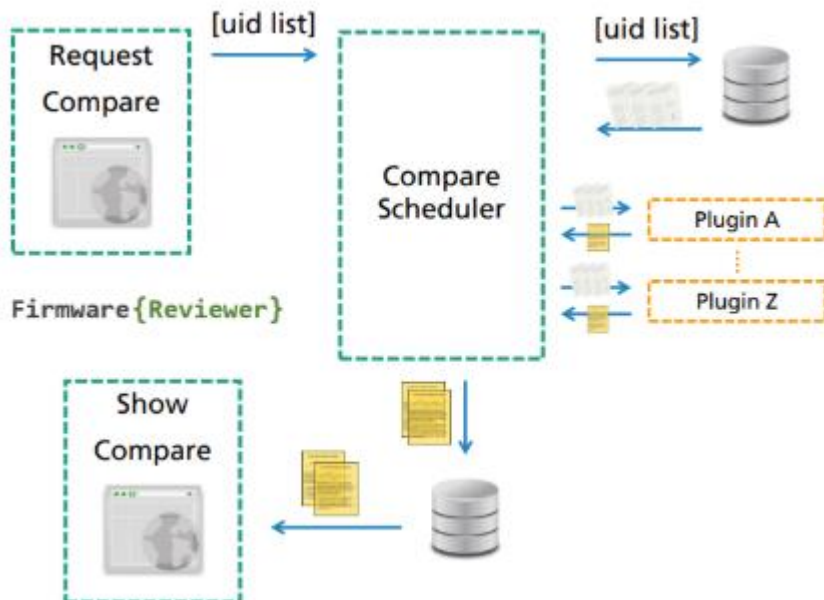 Request
Compare
[uid list]
[uid list]
Compare
Scheduler
Plugin A
Plugin Z
Firmware{Reviewer}
Show
Compare